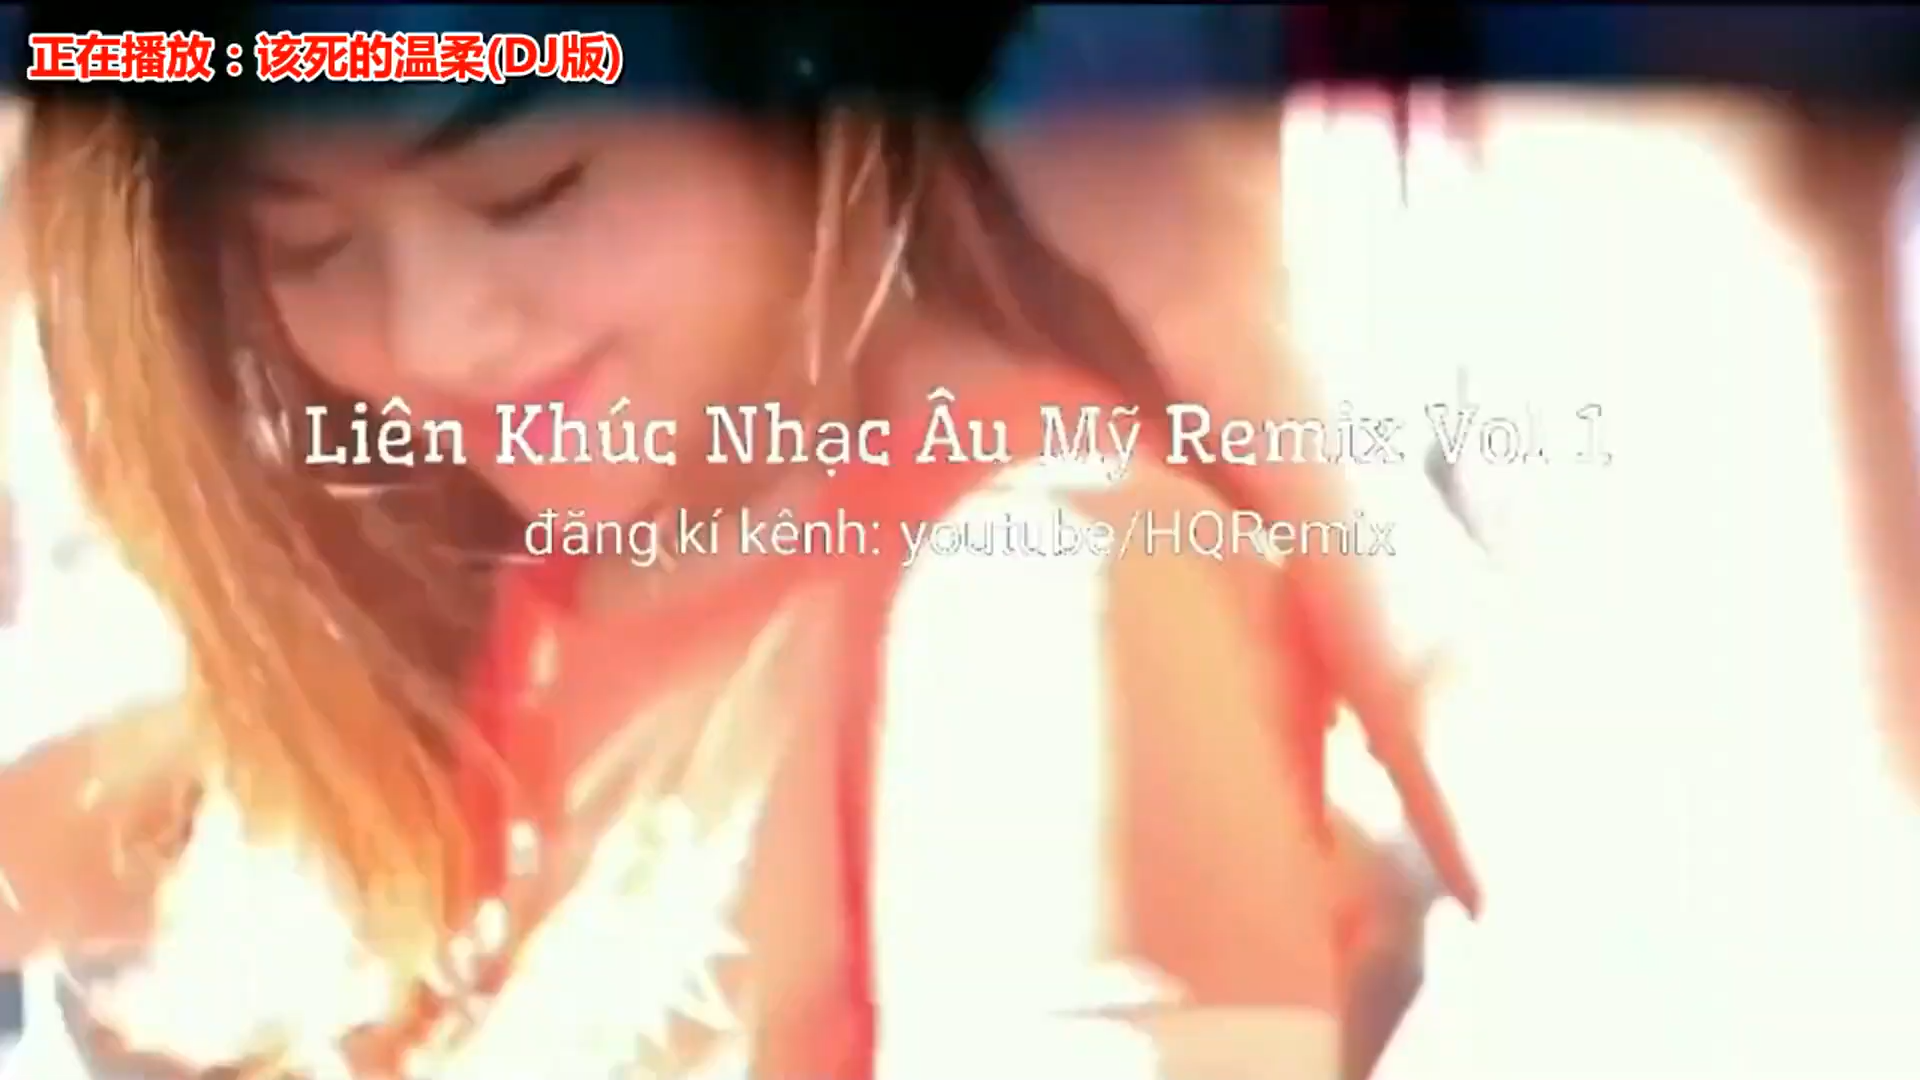 正在播放：该死的温柔(DJ版)
Liên Khúc Nhạc Âu Mỹ Remix Vol 1
đăng kí kênh: youtube/HQRemix